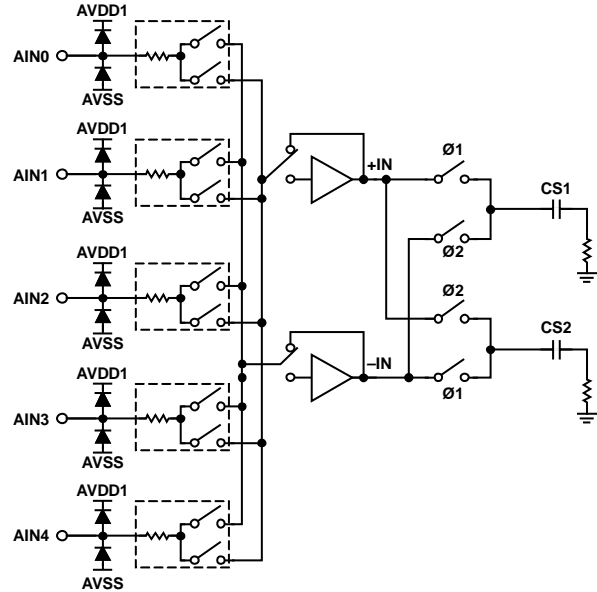 AVDD1
AIN0
AVSS
AVDD1
AIN1
AVSS
AVDD1
AIN2
AVSS
AVDD1
AIN3
AVSS
AVDD1
AIN4
AVSS
+IN
–IN
Ø1
Ø2
Ø2
Ø1
CS1
CS2